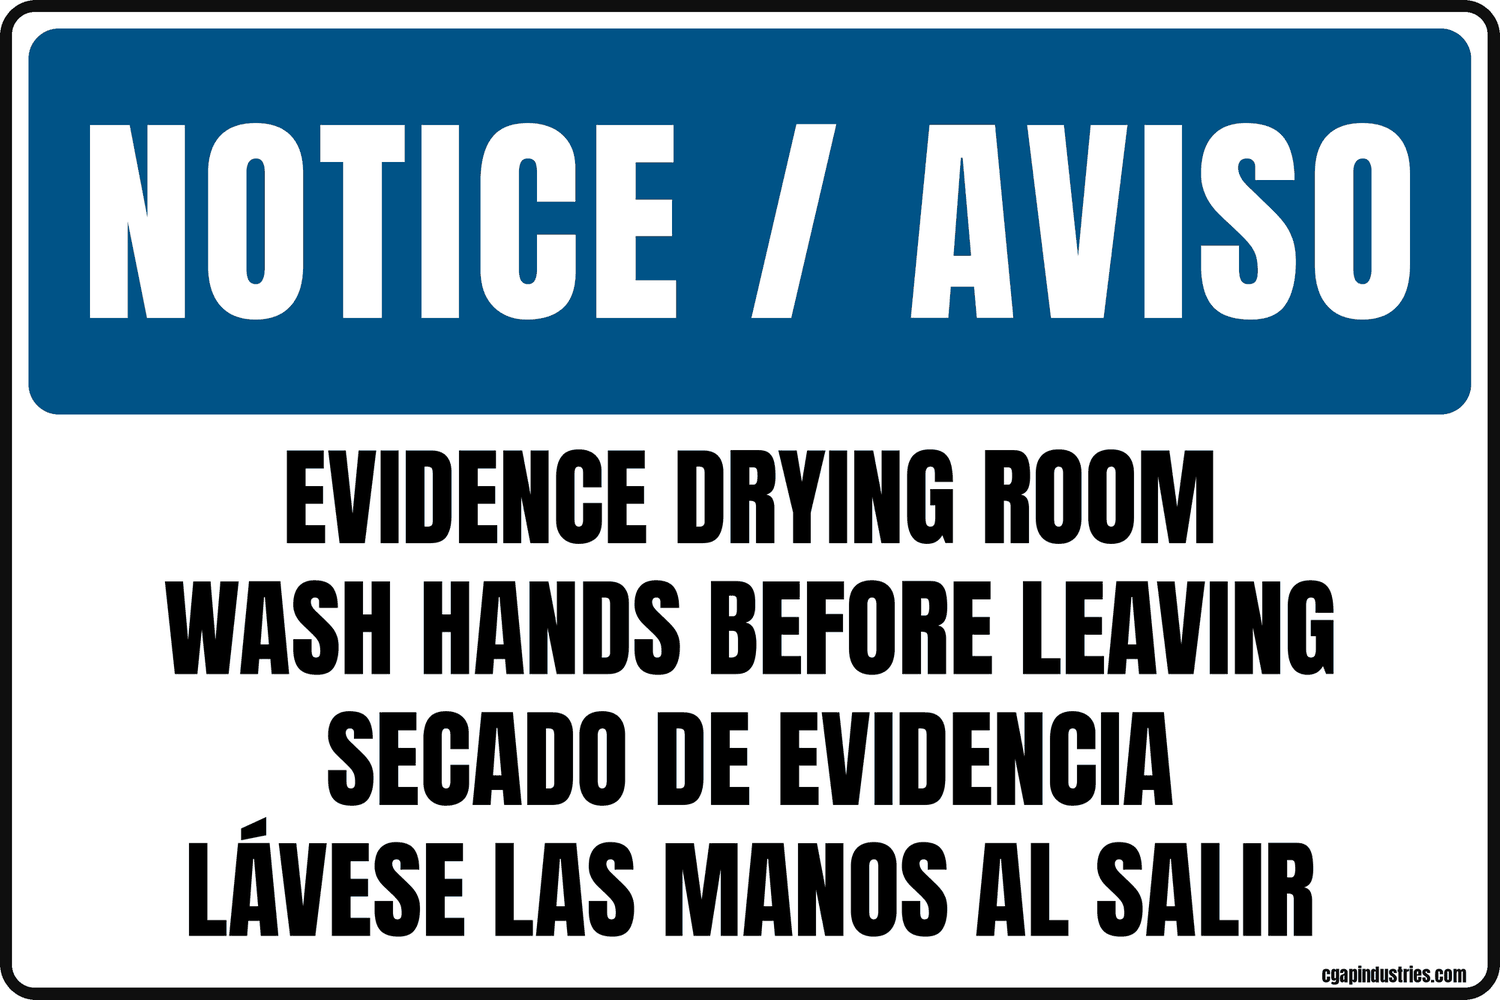 NOTICE / AVISO
EVIDENCE DRYING ROOM
WASH HANDS BEFORE LEAVING
SECADO DE EVIDENCIA
LÁVESE LAS MANOS AL SALIR
cgapindustries.com